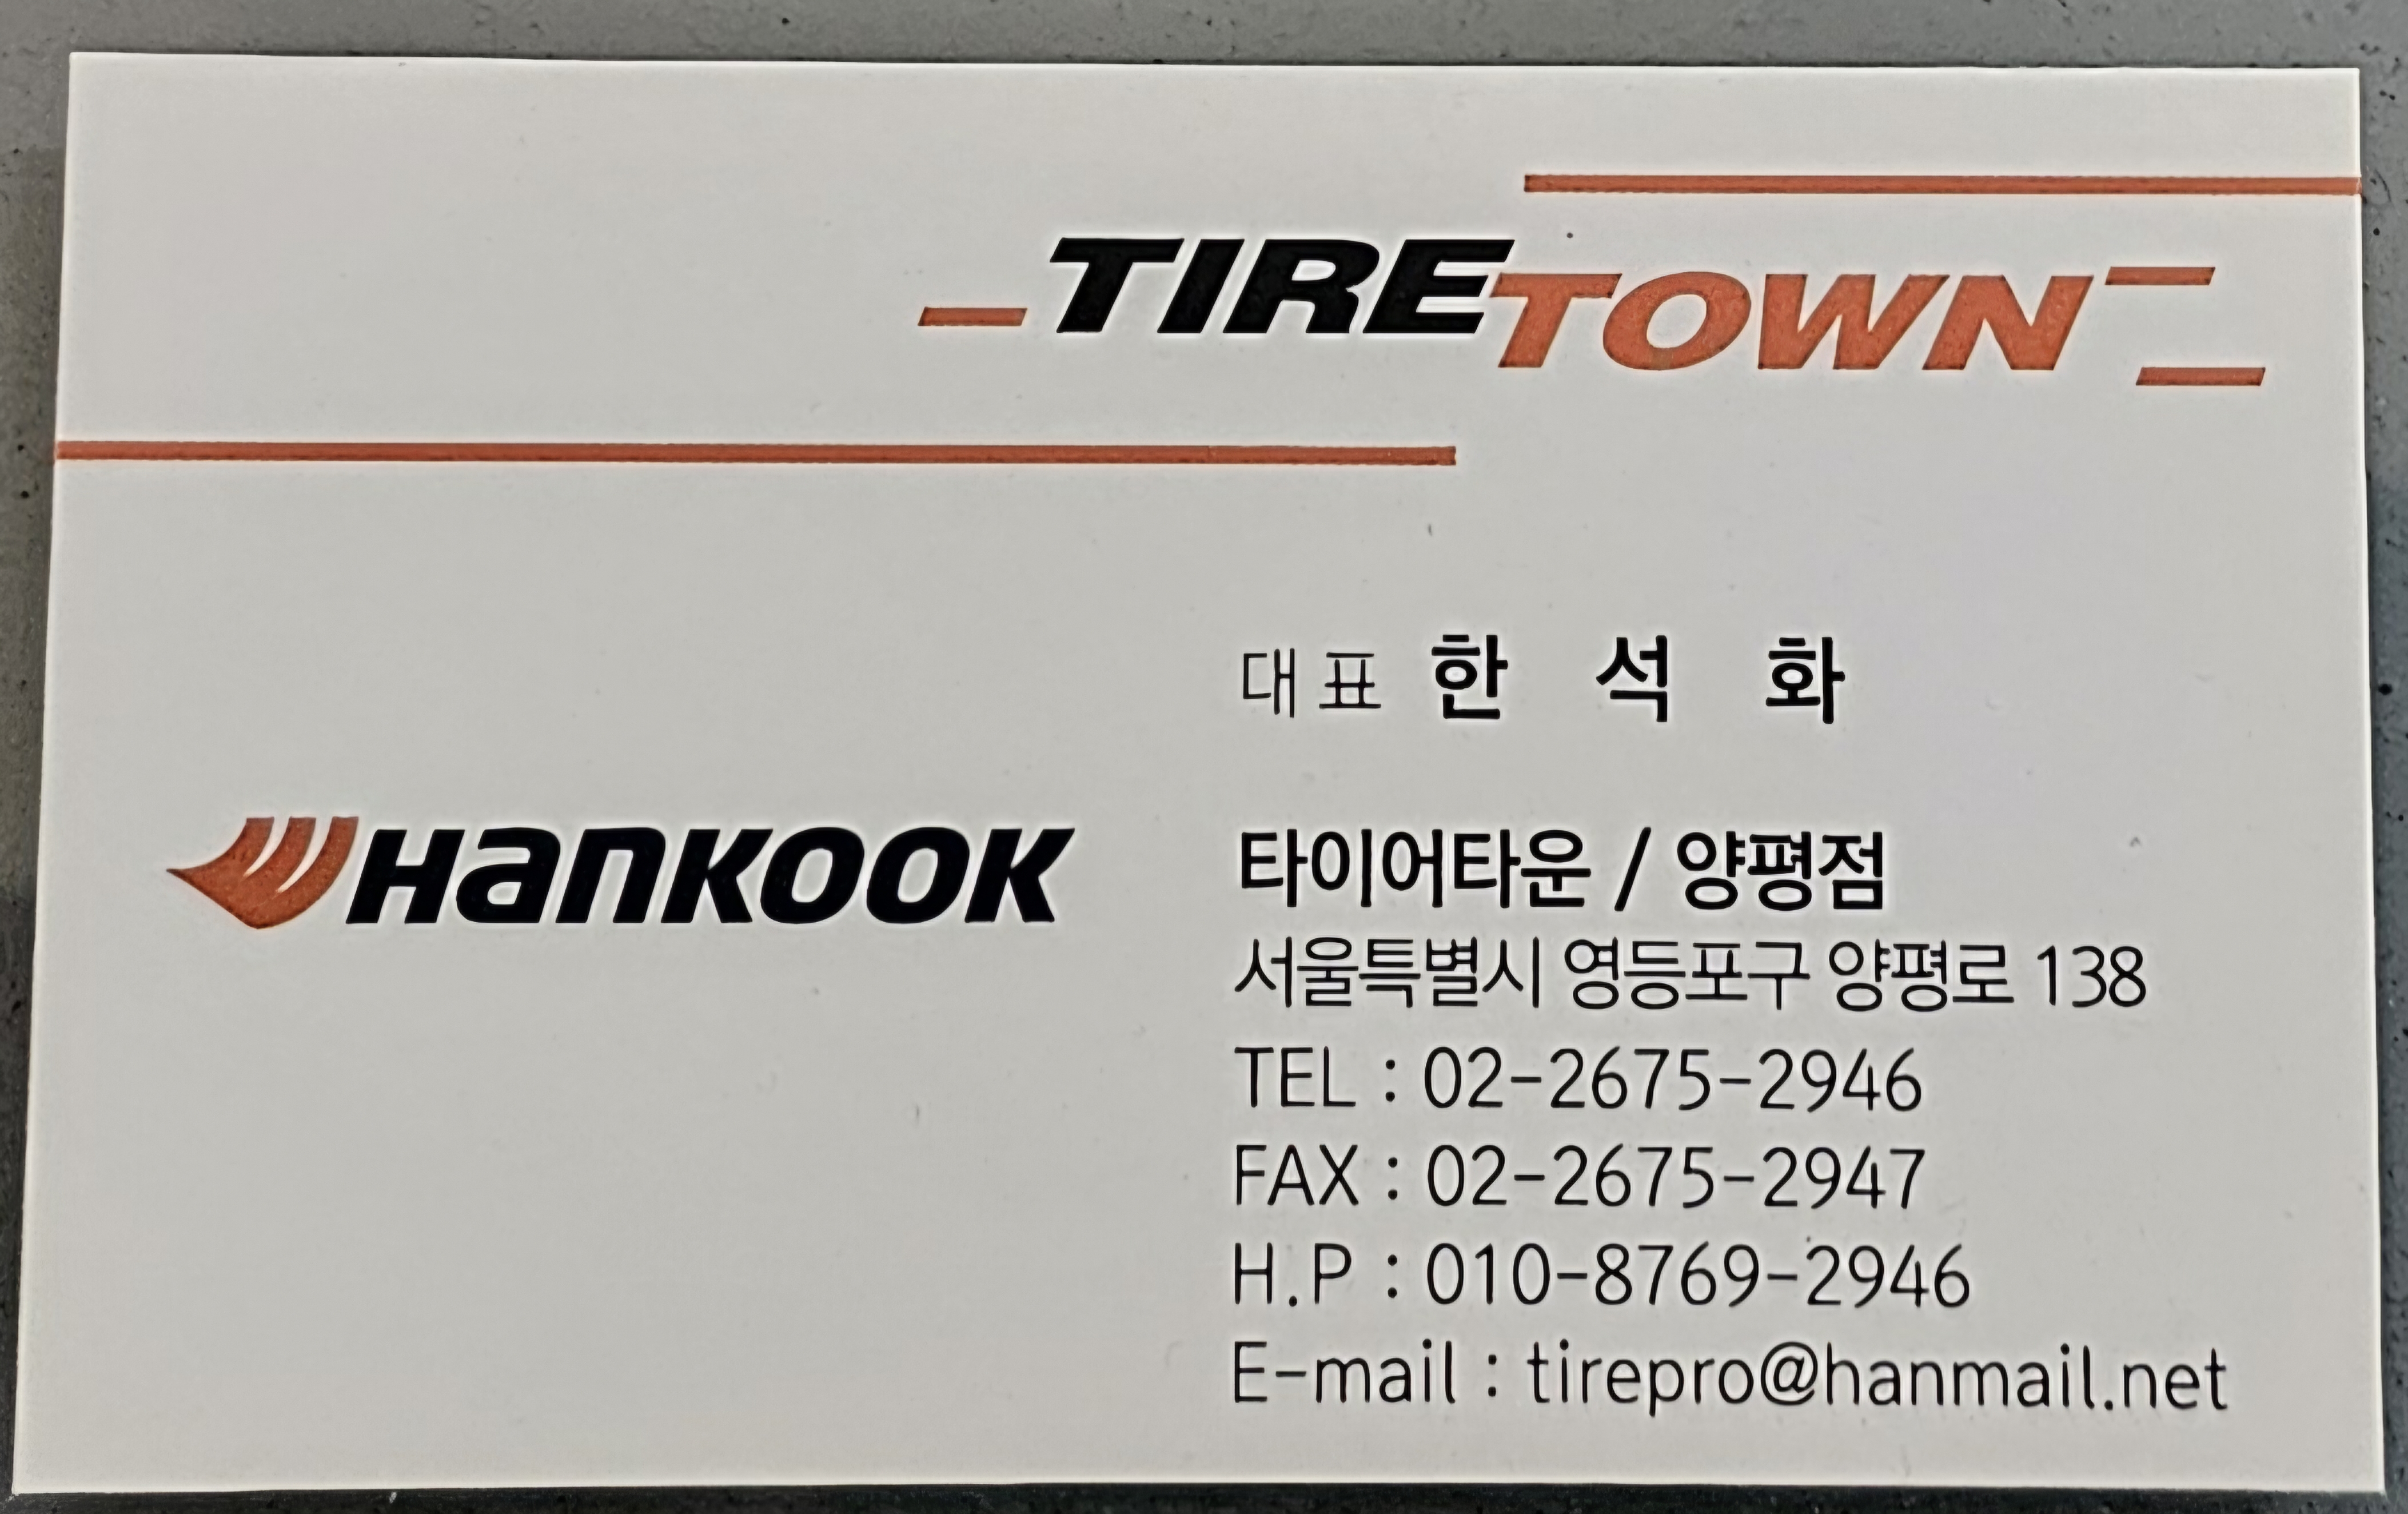 TIRETOWN
대표 한 석 화
HANKOOK
타이어타운 / 양평점
서울특별시 영등포구 양평로 138
TEL : 02-2675-2946
FAX : 02-2675-2947
H.P : 010-8769-2946
E-mail : tirepro@hanmail.net